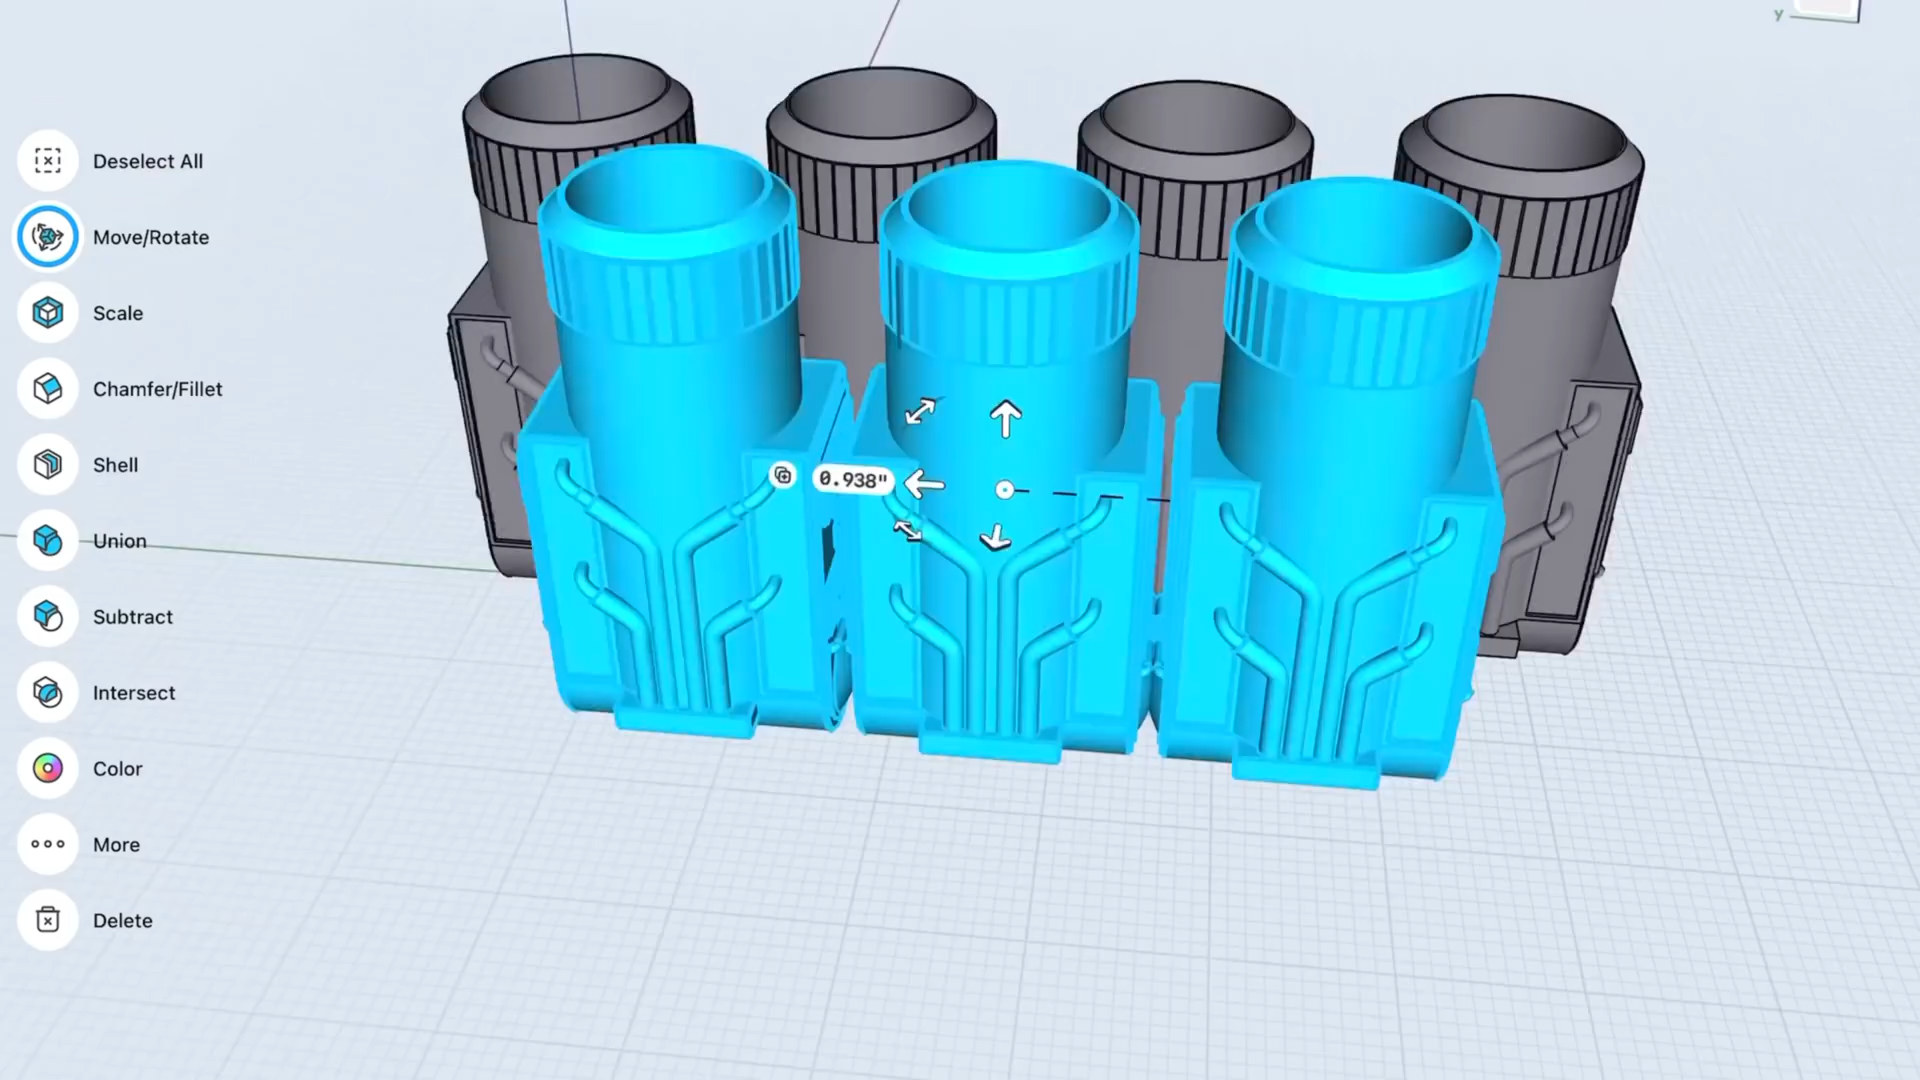 y
Deselect All
Move/Rotate
Scale
Chamfer/Fillet
Shell
0.938"
Union
Subtract
Intersect
Color
More
Delete